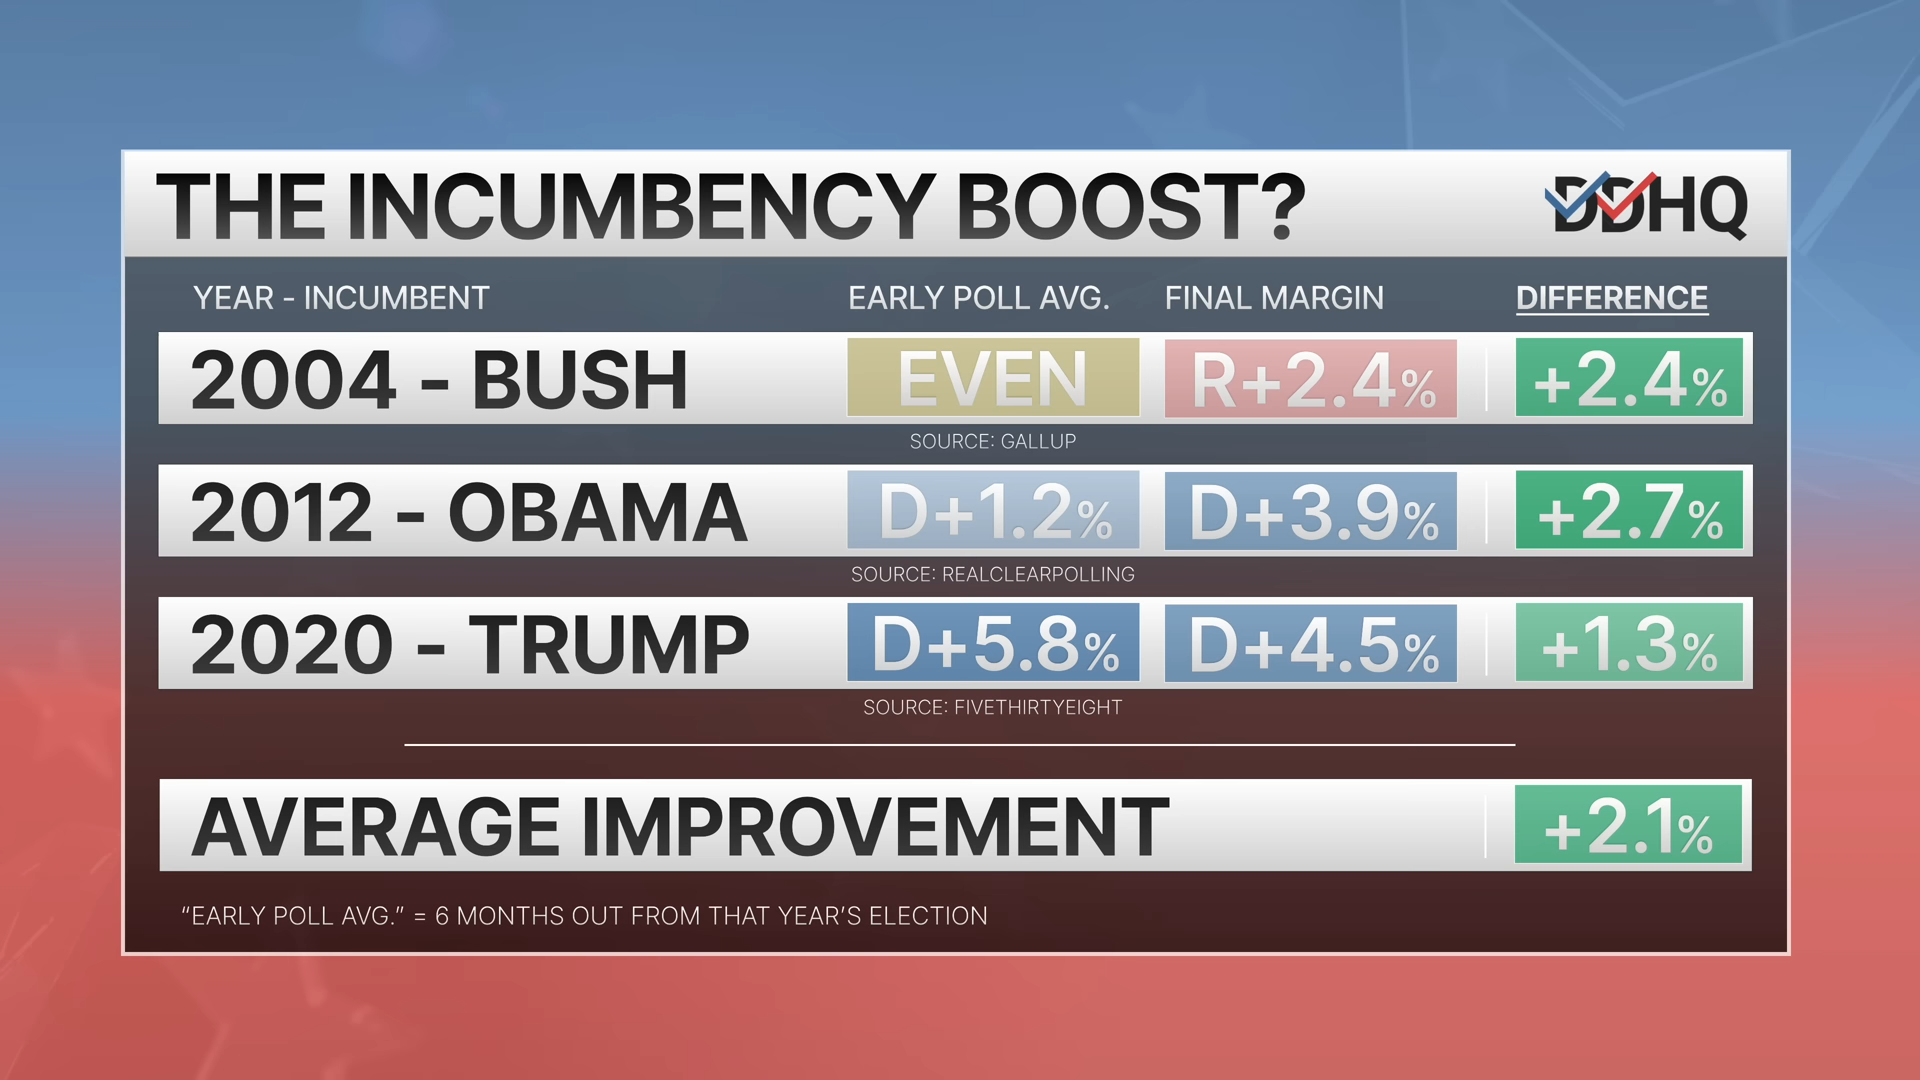 THE INCUMBENCY BOOST? DDHQ
YEAR - INCUMBENT EARLY POLL AVG. FINAL MARGIN DIFFERENCE
2004 - BUSH EVEN R+2.4% +2.4%
SOURCE: GALLUP
2012 - OBAMA D+1.2% D+3.9% +2.7%
SOURCE: REALCLEARPOLLING
2020 - TRUMP D+5.8% D+4.5% +1.3%
SOURCE: FIVETHIRTYEIGHT
AVERAGE IMPROVEMENT +2.1%
“EARLY POLL AVG.” = 6 MONTHS OUT FROM THAT YEAR’S ELECTION